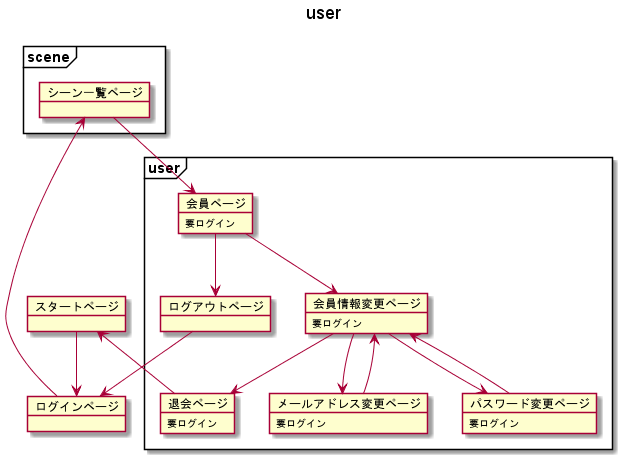 user
scene
シーン一覧ページ
user
会員ページ
要ログイン
スタートページ
ログアウトページ
会員情報変更ページ
要ログイン
ログインページ
退会ページ
要ログイン
メールアドレス変更ページ
要ログイン
パスワード変更ページ
要ログイン